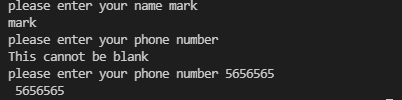 please enter your name mark
mark
please enter your phone number
This cannot be blank
please enter your phone number 5656565
 5656565